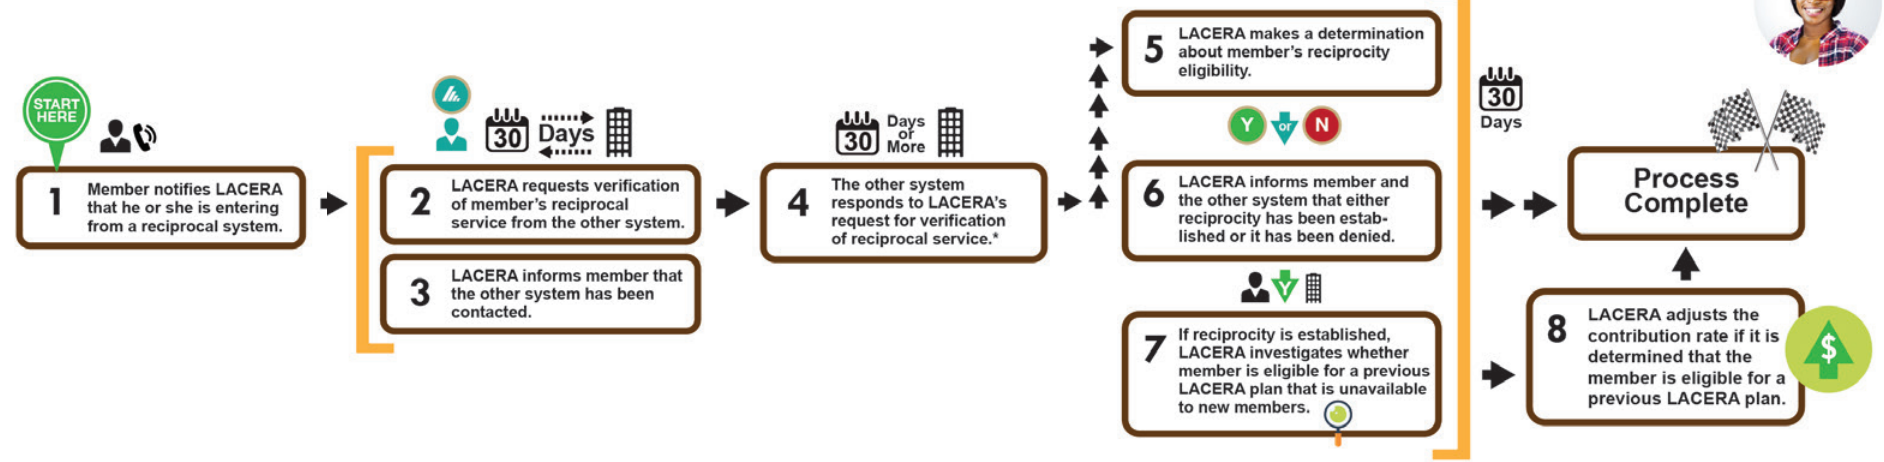 START
HERE
1
Member notifies LACERA
that he or she is entering
from a reciprocal system.
30 Days
2
LACERA requests verification
of member's reciprocal
service from the other system.
3
LACERA informs member that
the other system has been
contacted.
30
Days
or
More
4
The other system
responds to LACERA's
request for verification
of reciprocal service.*
5
LACERA makes a determination
about member's reciprocity
eligibility.
Y or N
6
LACERA informs member and
the other system that either
reciprocity has been estab-
lished or it has been denied.
Y
7
If reciprocity is established,
LACERA investigates whether
member is eligible for a previous
LACERA plan that is unavailable
to new members.
30
Days
Process
Complete
8
LACERA adjusts the
contribution rate if it is
determined that the
member is eligible for a
previous LACERA plan.
$